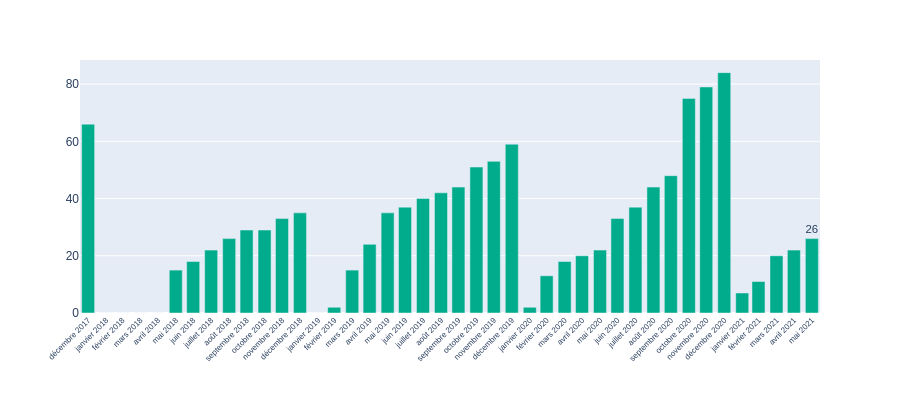 80
60
40
20
0
26
décembre 2017
janvier 2018
février 2018
mars 2018
avril 2018
mai 2018
juin 2018
juillet 2018
août 2018
septembre 2018
octobre 2018
novembre 2018
décembre 2018
janvier 2019
février 2019
mars 2019
avril 2019
mai 2019
juin 2019
juillet 2019
août 2019
septembre 2019
octobre 2019
novembre 2019
décembre 2019
janvier 2020
février 2020
mars 2020
avril 2020
mai 2020
juin 2020
juillet 2020
août 2020
septembre 2020
octobre 2020
novembre 2020
décembre 2020
janvier 2021
février 2021
mars 2021
avril 2021
mai 2021